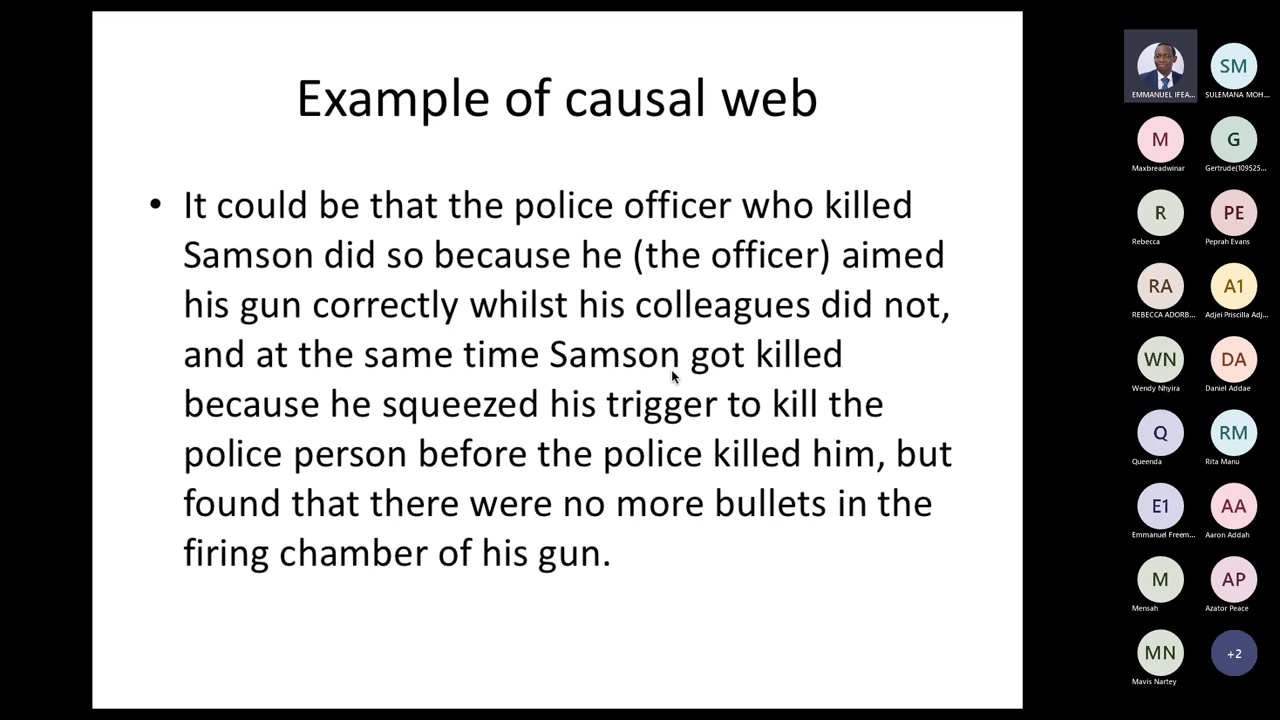 Example of causal web
• It could be that the police officer who killed
Samson did so because he (the officer) aimed
his gun correctly whilst his colleagues did not,
and at the same time Samson got killed
because he squeezed his trigger to kill the
police person before the police killed him, but
found that there were no more bullets in the
firing chamber of his gun.
EMMANUEL IFEA...
SM
SULEMANA MOH...
M
Maxbreadwinar
G
Gertrude(109525...
R
Rebecca
PE
Peprah Evans
RA
REBECCA ADORB...
A1
Adjei Priscilla Adj...
WN
Wendy Nhyira
DA
Daniel Addae
Q
Queenda
RM
Rita Manu
E1
Emmanuel Freem...
AA
Aaron Addah
M
Mensah
AP
Azator Peace
MN
Mavis Nartey
+2